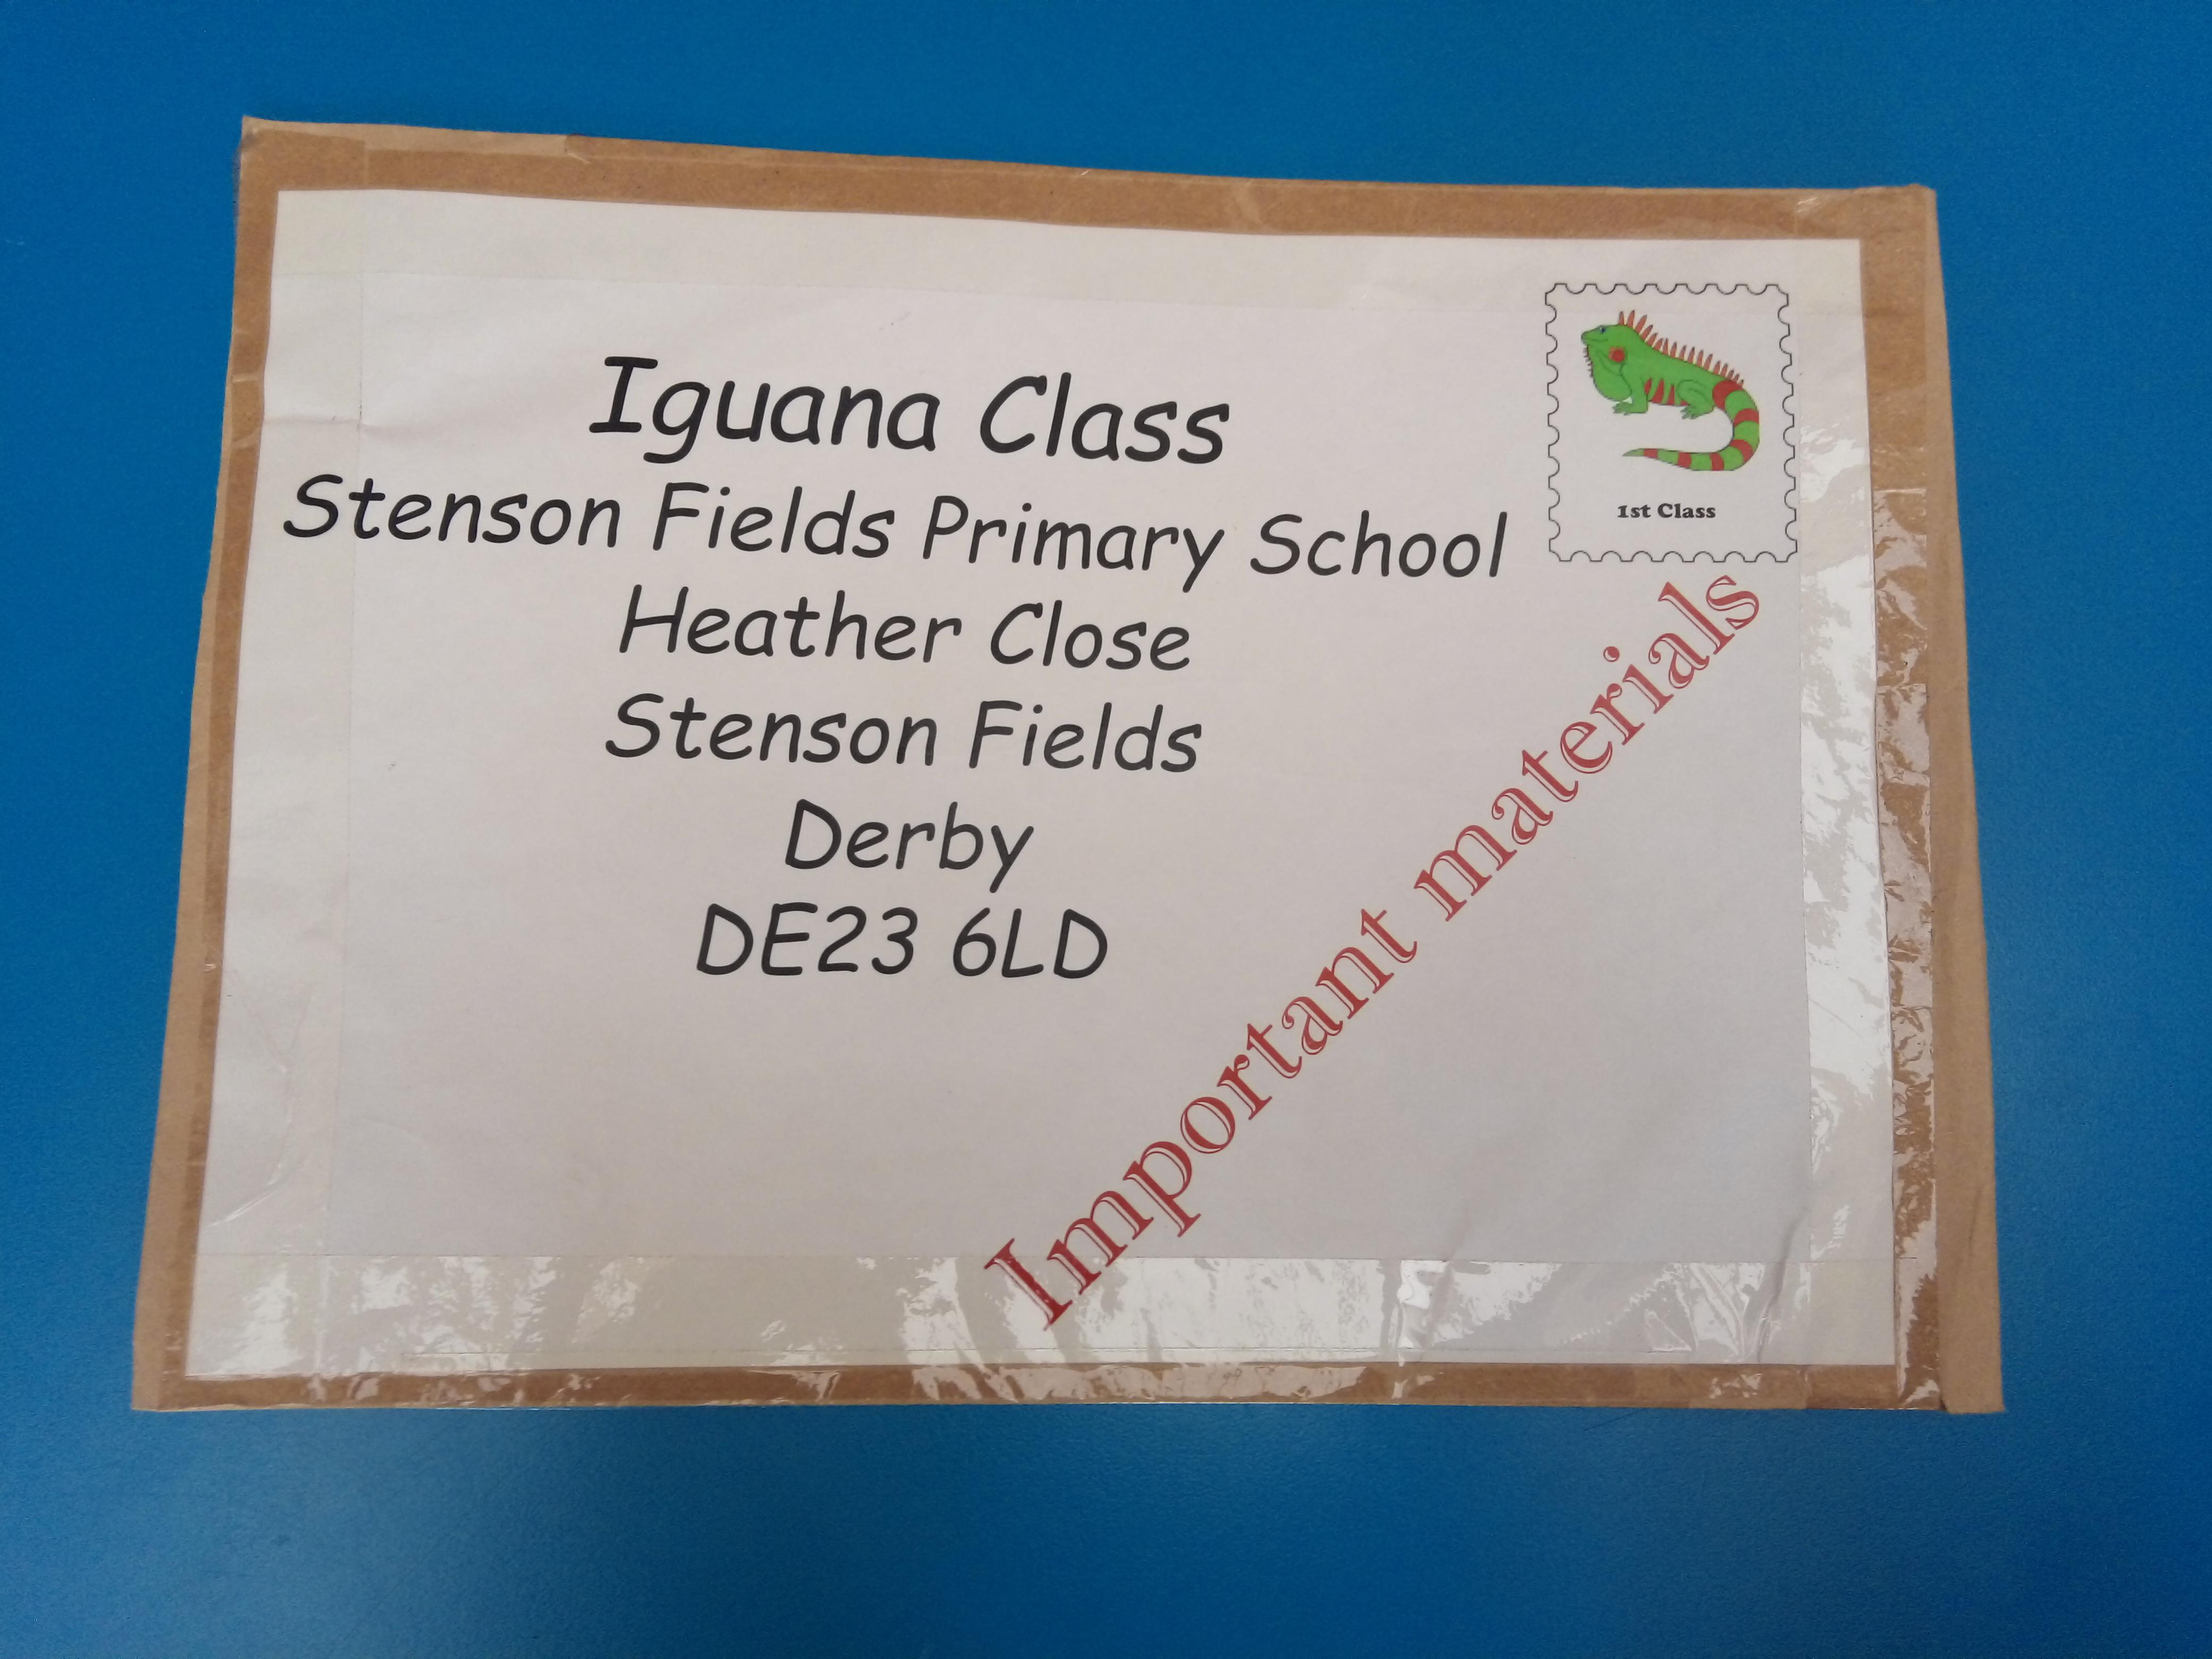 Iguana Class
Stenson Fields Primary School
Heather Close
Stenson Fields
Derby
DE23 6LD
1st Class
Important materials